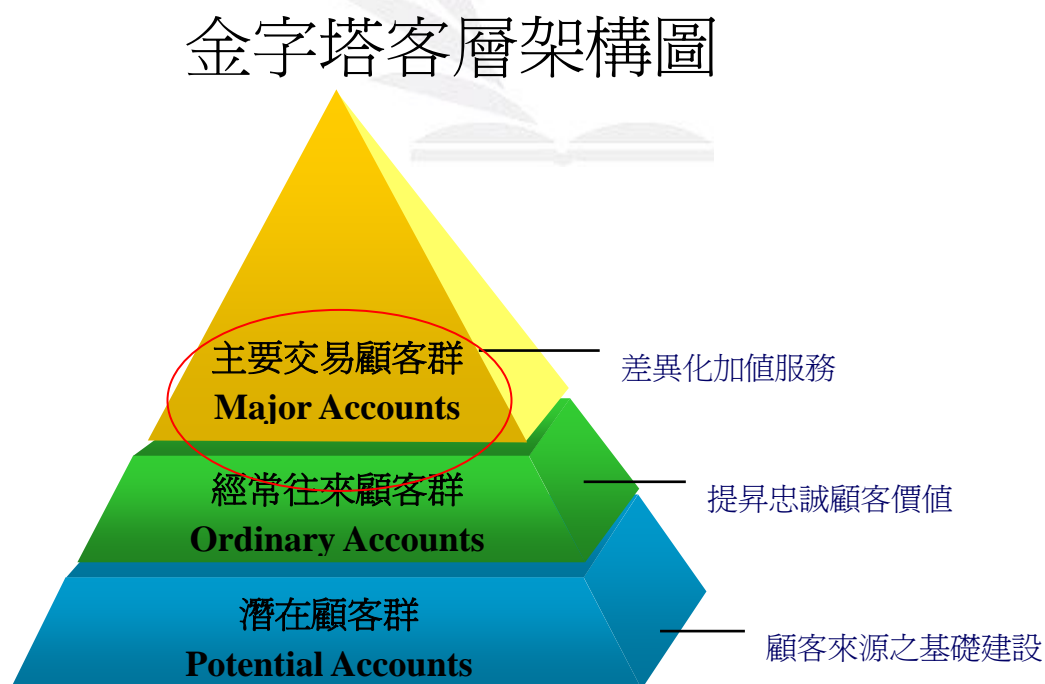 金字塔客層架構圖
主要交易顧客群
Major Accounts
差異化加值服務
經常往來顧客群
Ordinary Accounts
提昇忠誠顧客價值
潛在顧客群
Potential Accounts
顧客來源之基礎建設